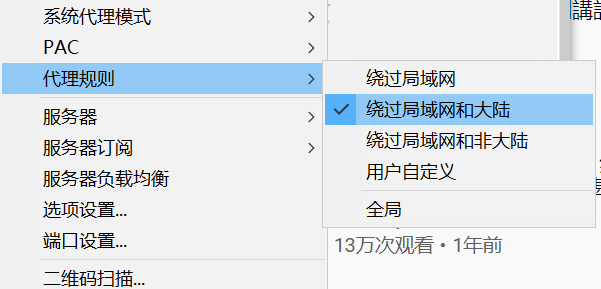 系统代理模式
PAC
代理规则
绕过局域网
绕过局域网和大陆
绕过局域网和非大陆
用户自定义
全局
服务器
服务器订阅
服务器负载均衡
选项设置...
端口设置...
二维码扫描...
講
13万次观看 • 1年前